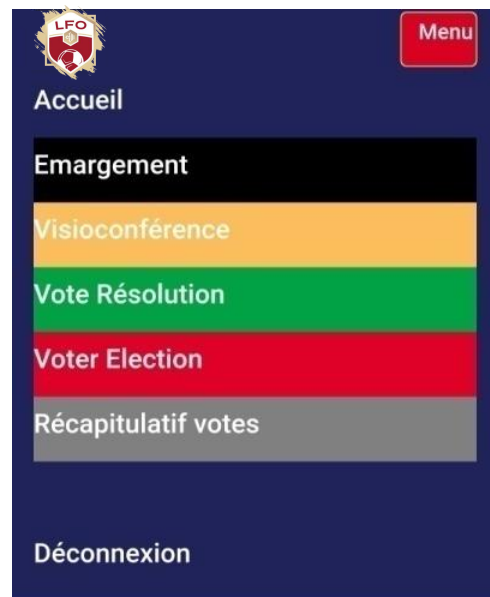 LFO
Menu
Accueil
Emargement
Visioconférence
Vote Résolution
Voter Election
Récapitulatif votes
Déconnexion